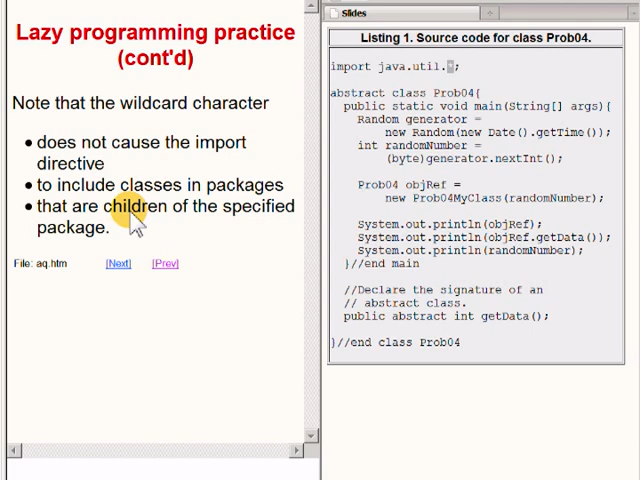 Lazy programming practice
(cont'd)
Note that the wildcard character
• does not cause the import
directive
• to include classes in packages
• that are children of the specified
package.
File: aq.htm [Next] [Prev]
Slides
Listing 1. Source code for class Prob04.
import java.util.*;
abstract class Prob04{
public static void main(String[] args){
Random generator =
new Random(new Date().getTime());
int randomNumber =
(byte)generator.nextInt();
Prob04 objRef =
new Prob04MyClass(randomNumber);
System.out.println(objRef);
System.out.println(objRef.getData());
System.out.println(randomNumber);
}//end main
//Declare the signature of an
// abstract class.
public abstract int getData();
}//end class Prob04